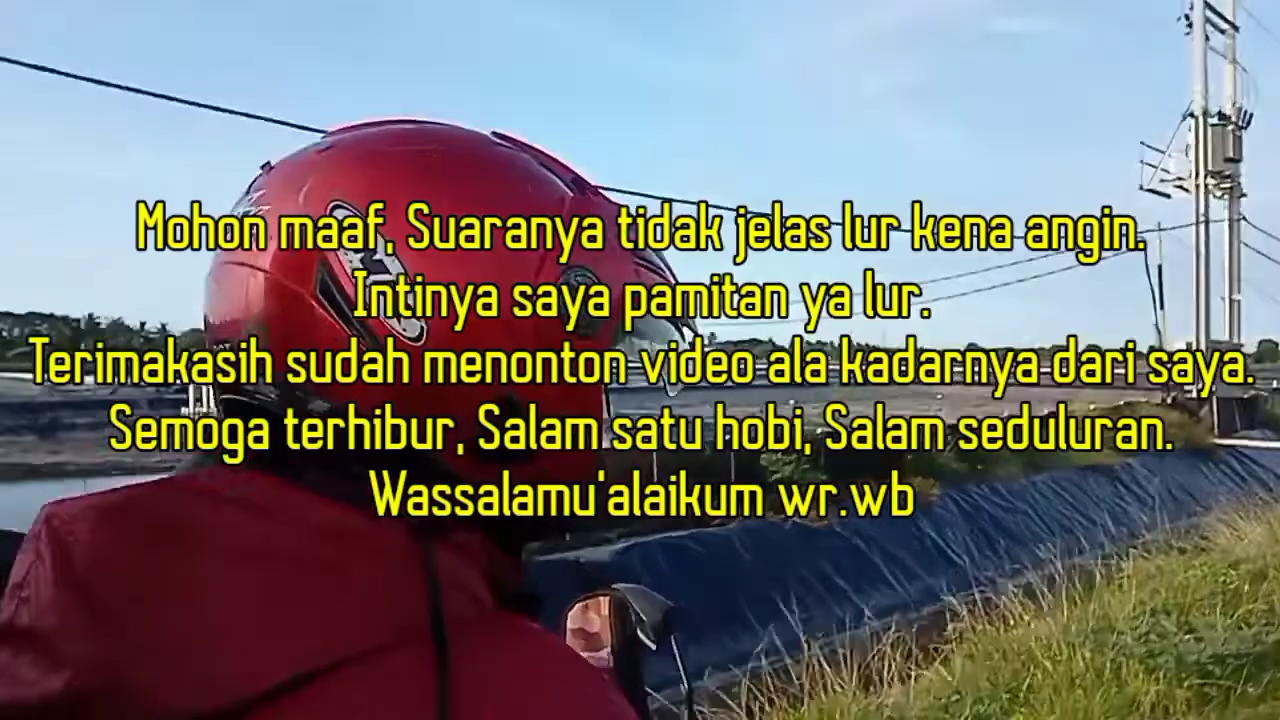 Mohon maaf, Suaranya tidak jelas lur kena angin.
Intinya saya pamitan ya lur.
Terimakasih sudah menonton video ala kadarnya dari saya.
Semoga terhibur, Salam satu hobi, Salam seduluran.
Wassalamu'alaikum wr.wb